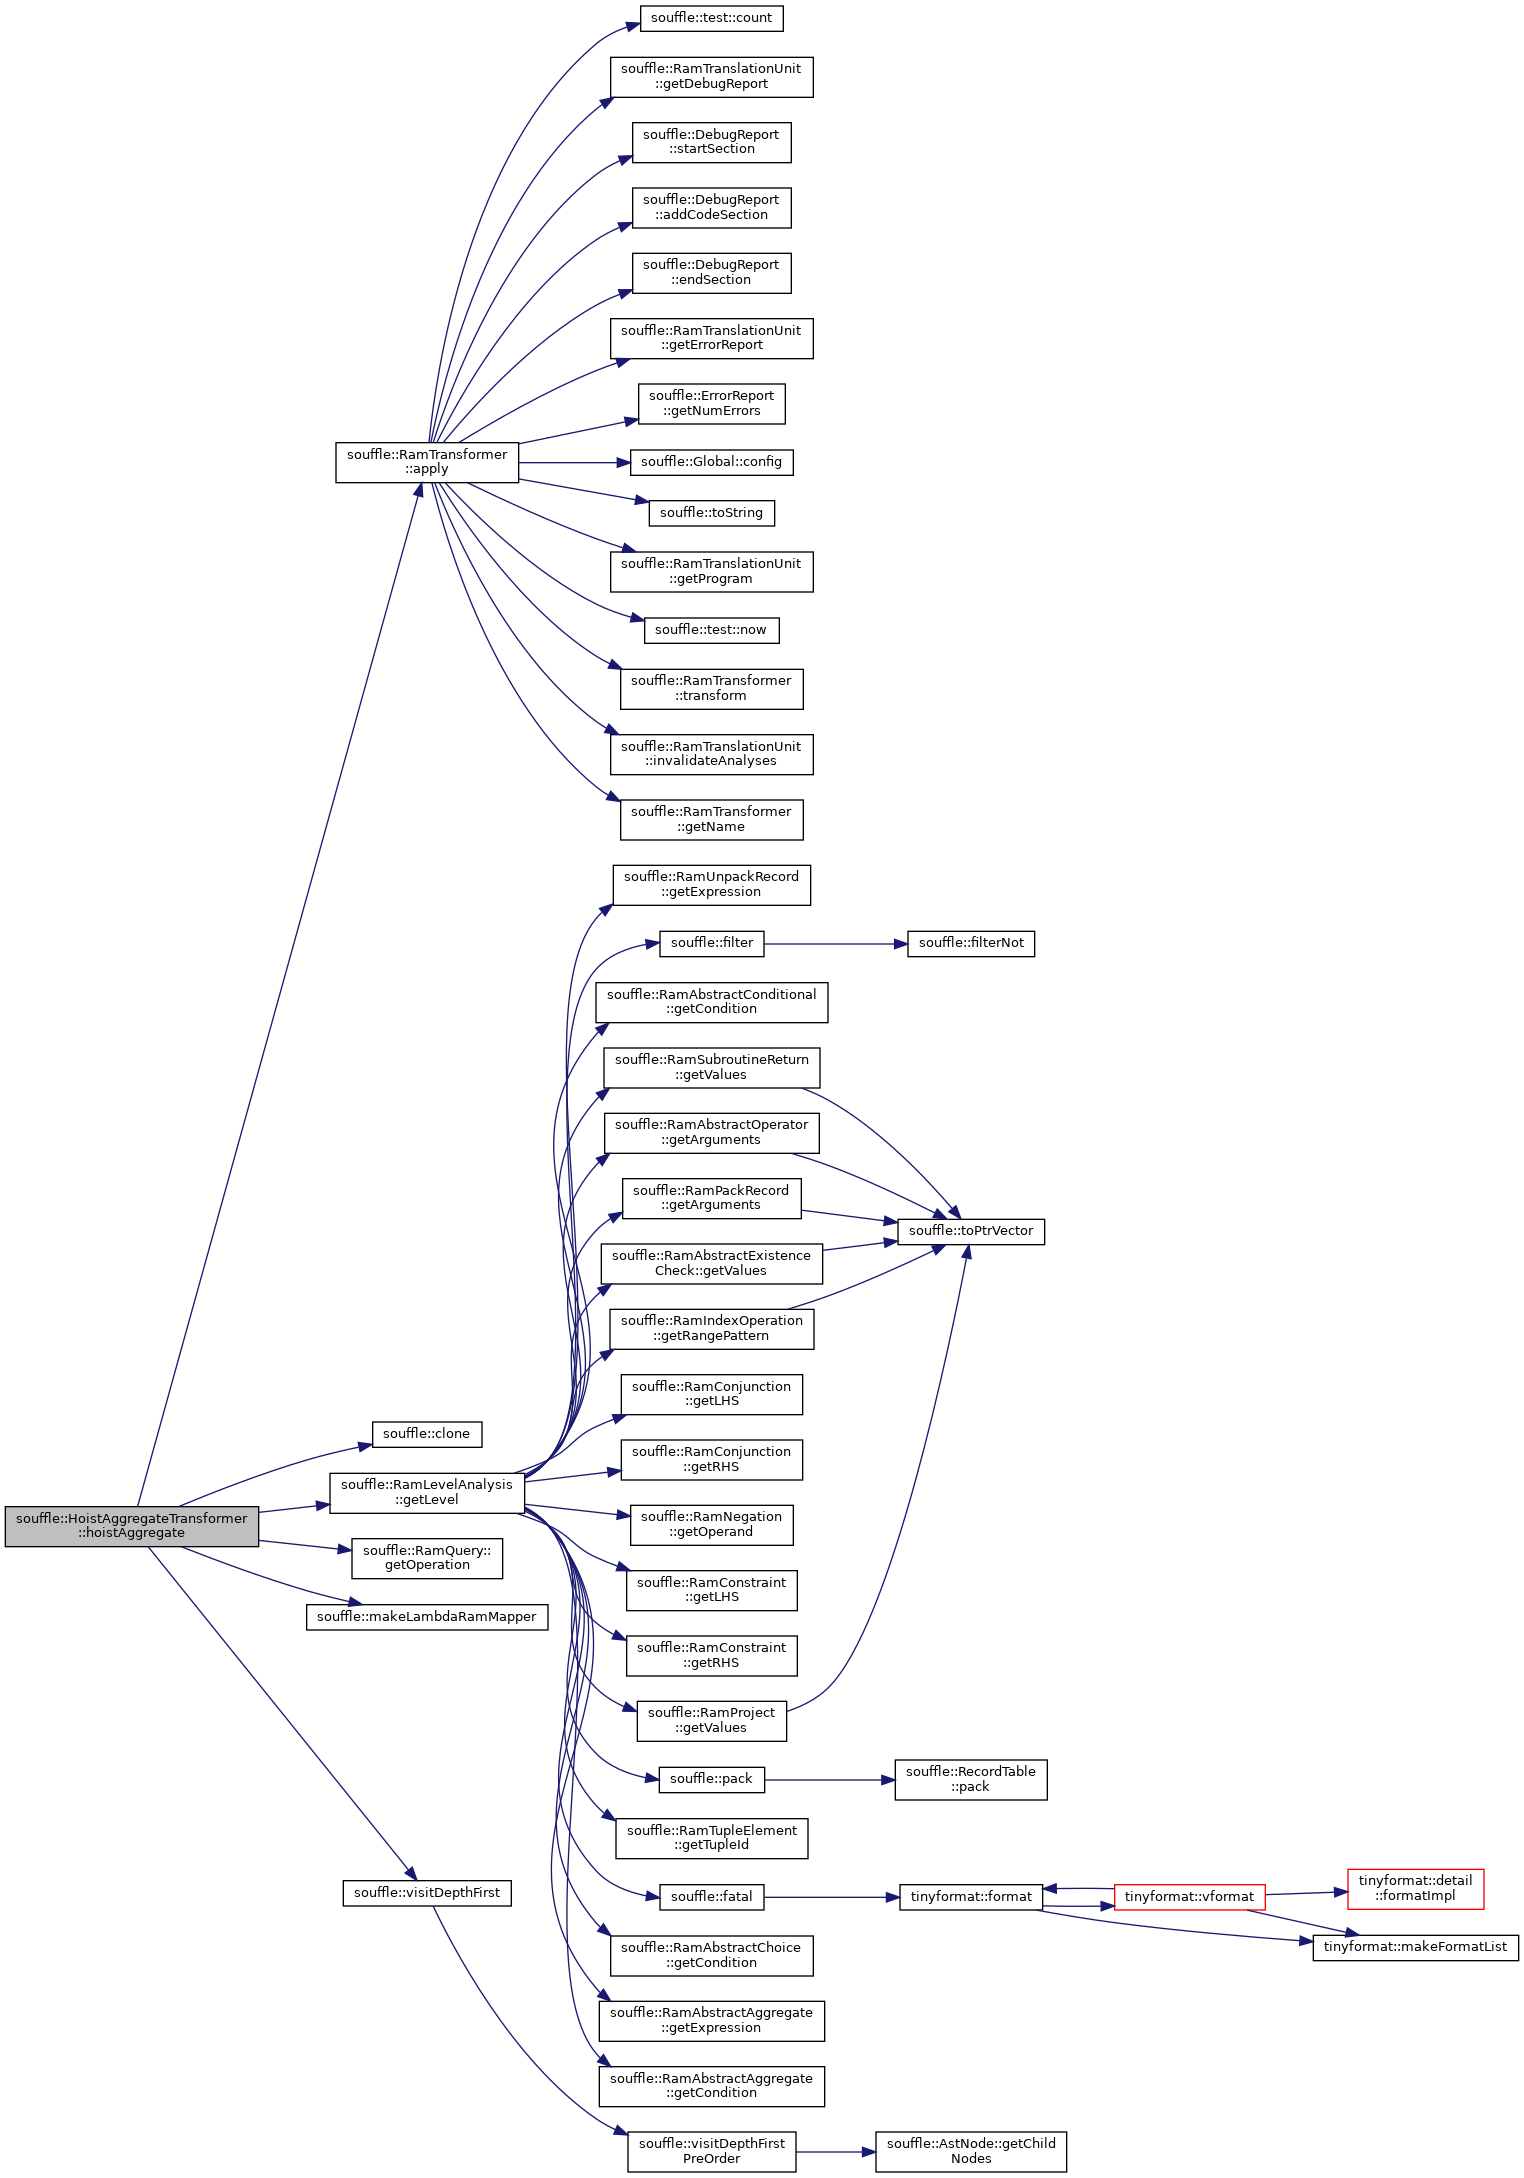 souffle::test::count
souffle::RamTranslationUnit
::getDebugReport
souffle::DebugReport
::startSection
souffle::DebugReport
::addCodeSection
souffle::DebugReport
::endSection
souffle::RamTranslationUnit
::getErrorReport
souffle::ErrorReport
::getNumErrors
souffle::RamTransformer
::apply
souffle::Global::config
souffle::toString
souffle::RamTranslationUnit
::getProgram
souffle::test::now
souffle::RamTransformer
::transform
souffle::RamTranslationUnit
::invalidateAnalyses
souffle::RamTransformer
::getName
souffle::RamUnpackRecord
::getExpression
souffle::filter
souffle::filterNot
souffle::RamAbstractConditional
::getCondition
souffle::RamSubroutineReturn
::getValues
souffle::RamAbstractOperator
::getArguments
souffle::RamPackRecord
::getArguments
souffle::toPtrVector
souffle::RamAbstractExistence
Check::getValues
souffle::RamIndexOperation
::getRangePattern
souffle::RamConjunction
::getLHS
souffle::clone
souffle::RamConjunction
::getRHS
souffle::RamLevelAnalysis
::getLevel
souffle::HoistAggregateTransformer
::hoistAggregate
souffle::RamNegation
::getOperand
souffle::RamQuery::
getOperation
souffle::RamConstraint
::getLHS
souffle::makeLambdaRamMapper
souffle::RamConstraint
::getRHS
souffle::RamProject
::getValues
souffle::pack
souffle::RecordTable
::pack
souffle::RamTupleElement
::getTupleId
souffle::visitDepthFirst
souffle::fatal
tinyformat::format
tinyformat::vformat
tinyformat::detail
::formatImpl
tinyformat::makeFormatList
souffle::RamAbstractChoice
::getCondition
souffle::RamAbstractAggregate
::getExpression
souffle::RamAbstractAggregate
::getCondition
souffle::visitDepthFirst
PreOrder
souffle::AstNode::getChild
Nodes